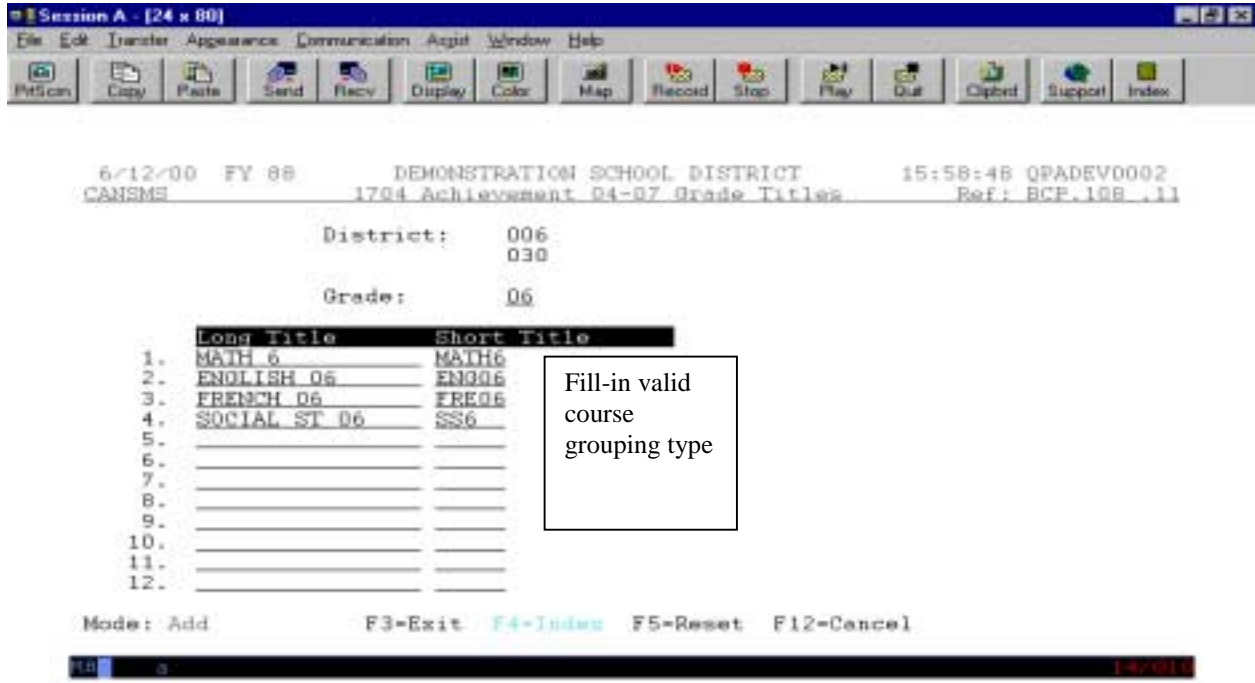 Session A - [24 x 80]
File Edit Transfer Appearance Communication Assist Window Help
PrtScrn Copy Paste Send Recv Display Color Map Record Stop Play Quit Clipbrd Support Index
6/12/00 FY 88 DEMONSTRATION SCHOOL DISTRICT 15:58:48 QPADEV0002
CANSMS 1704 Achievement 04-07 Grade Titles Ref: BCP.108 .11
District: 006
030
Grade: 06
Long Title Short Title
1. MATH 6 MATH6
2. ENGLISH 06 ENG06
3. FRENCH 06 FRE06
4. SOCIAL ST 06 SS6
5.
6.
7.
8.
9.
10.
11.
12.
Fill-in valid
course
grouping type
Mode: Add F3=Exit F4=Index F5=Reset F12=Cancel
a 14/010